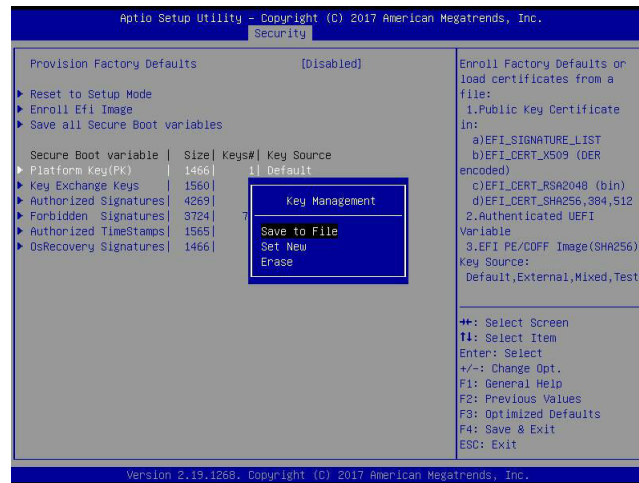 Aptio Setup Utility – Copyright (C) 2017 American Megatrends, Inc.
Security
Provision Factory Defaults [Disabled]
Reset to Setup Mode
Enroll Efi Image
Save all Secure Boot variables
Secure Boot variable | Size| Keys#| Key Source
Platform Key(PK) | 1466| 1| Default
Key Exchange Keys | 1560|
Authorized Signatures| 4269|
Forbidden Signatures| 3724| 7
Authorized TimeStamps| 1565|
OsRecovery Signatures| 1466|
Key Management
Save to File
Set New
Erase
Enroll Factory Defaults or
load certificates from a
file:
1.Public Key Certificate
in:
a)EFI_SIGNATURE_LIST
b)EFI_CERT_X509 (DER
encoded)
c)EFI_CERT_RSA2048 (bin)
d)EFI_CERT_SHA256,384,512
2.Authenticated UEFI
Variable
3.EFI PE/COFF Image(SHA256)
Key Source:
Default,External,Mixed,Test
→←: Select Screen
↑↓: Select Item
Enter: Select
+/-: Change Opt.
F1: General Help
F2: Previous Values
F3: Optimized Defaults
F4: Save & Exit
ESC: Exit
Version 2.19.1268. Copyright (C) 2017 American Megatrends, Inc.